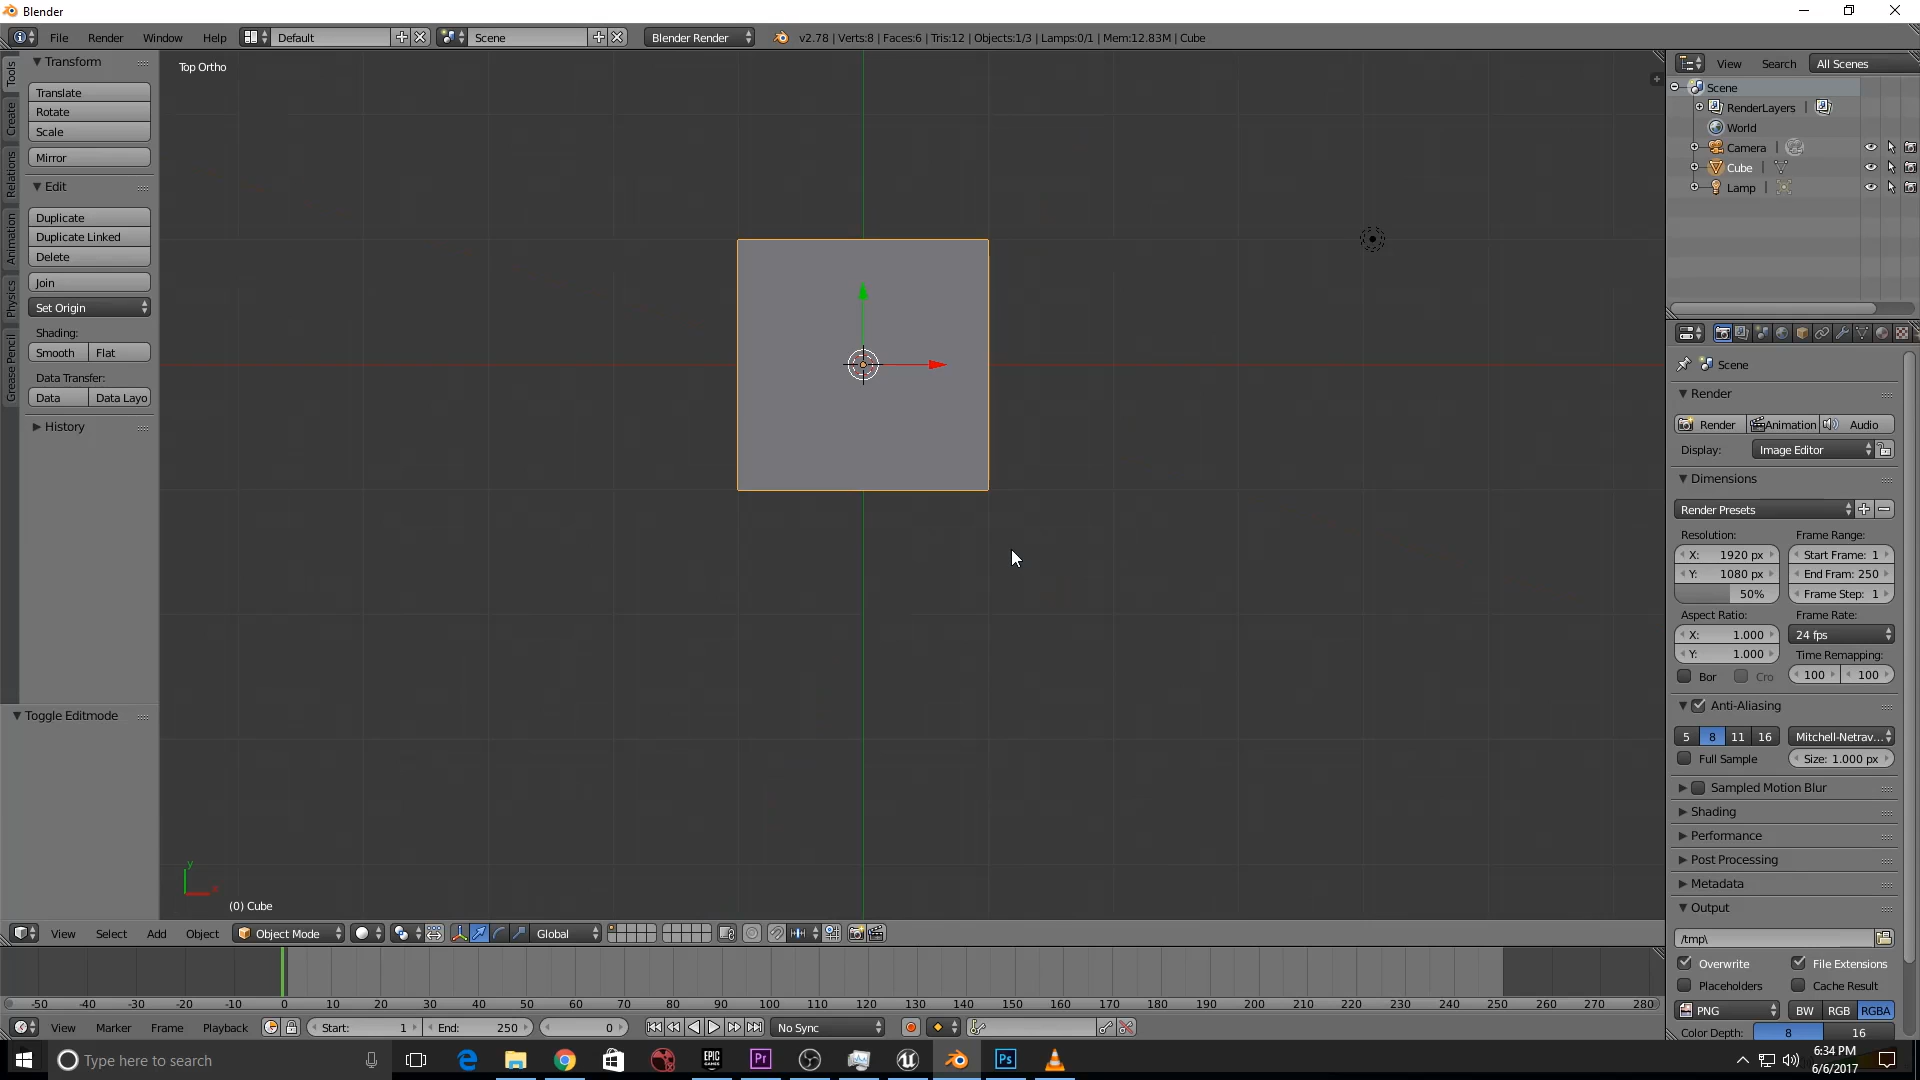 Blender
File Render Window Help Default Scene Blender Render v2.78 | Verts:8 | Faces:6 | Tris:12 | Objects:1/3 | Lamps:0/1 | Mem:12.83M | Cube
Tools
Create
Relations
Animation
Physics
Grease Pencil
Transform
Translate
Rotate
Scale
Mirror
Edit
Duplicate
Duplicate Linked
Delete
Join
Set Origin
Shading:
Smooth Flat
Data Transfer:
Data Data Layo
History
Toggle Editmode
Top Ortho
y
x
(0) Cube
View Search All Scenes
Scene
RenderLayers
World
Camera
Cube
Lamp
Scene
Render
Render Animation Audio
Display: Image Editor
Dimensions
Render Presets
Resolution: Frame Range:
X: 1920 px Start Frame: 1
Y: 1080 px End Fram: 250
50% Frame Step: 1
Aspect Ratio: Frame Rate:
X: 1.000 24 fps
Y: 1.000 Time Remapping:
Bor Cro 100 100
Anti-Aliasing
5 8 11 16 Mitchell-Netrav...
Full Sample Size: 1.000 px
Sampled Motion Blur
Shading
Performance
Post Processing
Metadata
Output
/tmp\
Overwrite File Extensions
Placeholders Cache Result
PNG BW RGB RGBA
Color Depth: 8 16
View Select Add Object Object Mode Global
-50 -40 -30 -20 -10 0 10 20 30 40 50 60 70 80 90 100 110 120 130 140 150 160 170 180 190 200 210 220 230 240 250 260 270 280
View Marker Frame Playback Start: 1 End: 250 0 No Sync
Type here to search
EPIC GAMES
Pr
Ps
6:34 PM
6/6/2017